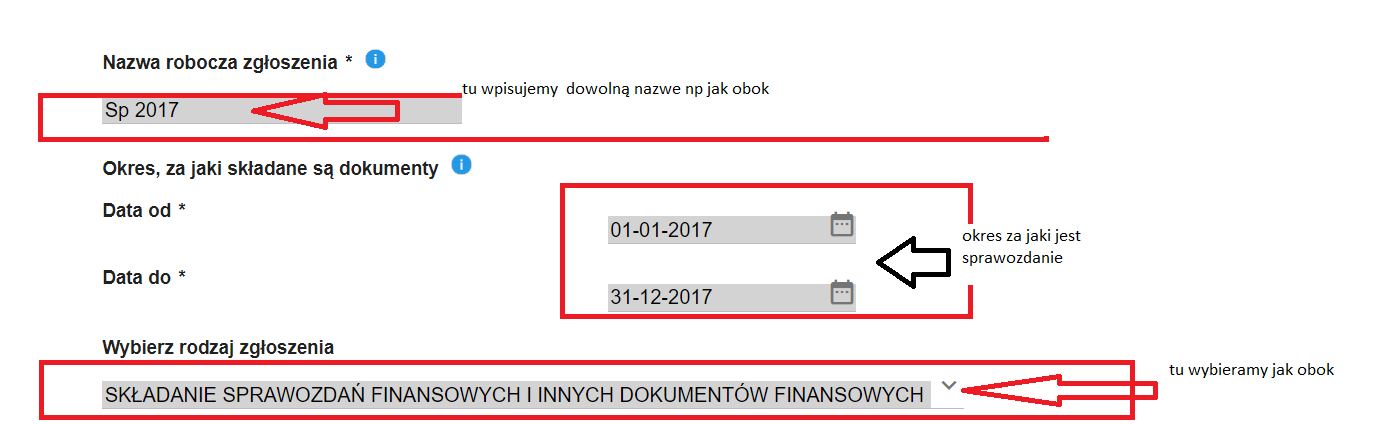 Nazwa robocza zgłoszenia *
tu wpisujemy dowolną nazwe np jak obok
Sp 2017
Okres, za jaki składane są dokumenty
Data od *
01-01-2017
okres za jaki jest
sprawozdanie
Data do *
31-12-2017
Wybierz rodzaj zgłoszenia
tu wybieramy jak obok
SKŁADANIE SPRAWOZDAŃ FINANSOWYCH I INNYCH DOKUMENTÓW FINANSOWYCH